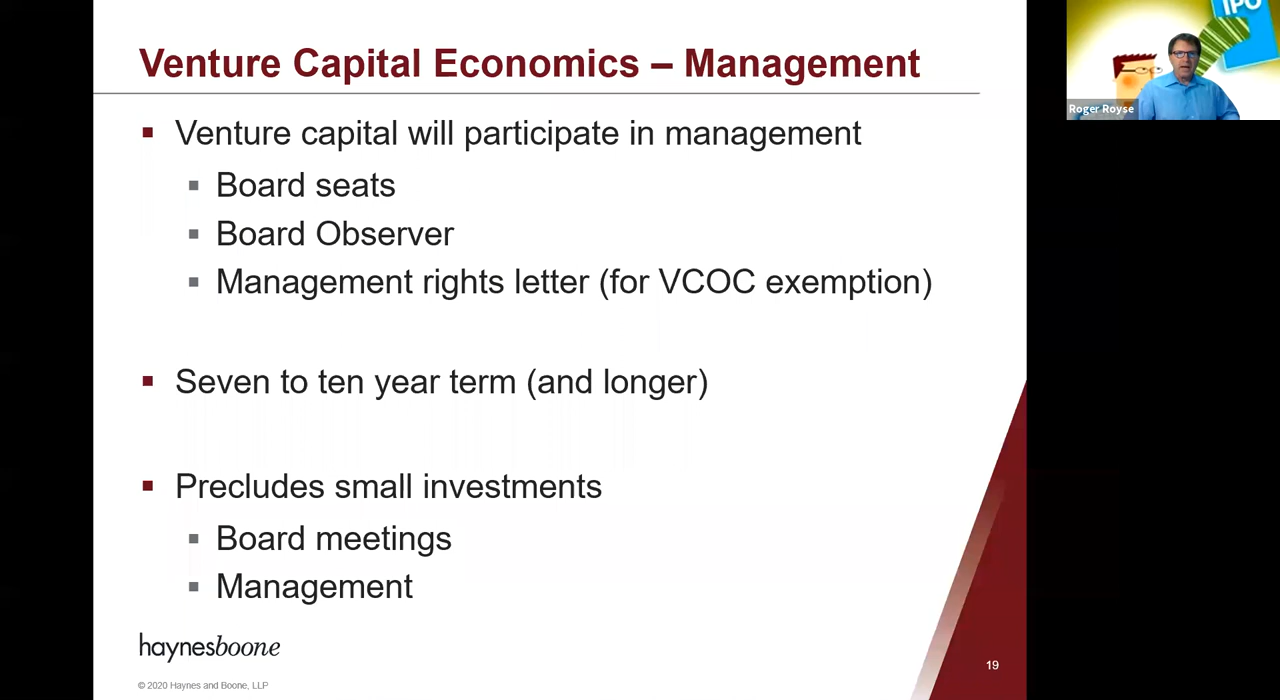 Venture Capital Economics – Management
Venture capital will participate in management
Board seats
Board Observer
Management rights letter (for VCOC exemption)
Seven to ten year term (and longer)
Precludes small investments
Board meetings
Management
haynesboone
© 2020 Haynes and Boone, LLP
19
IPO
Roger Royse